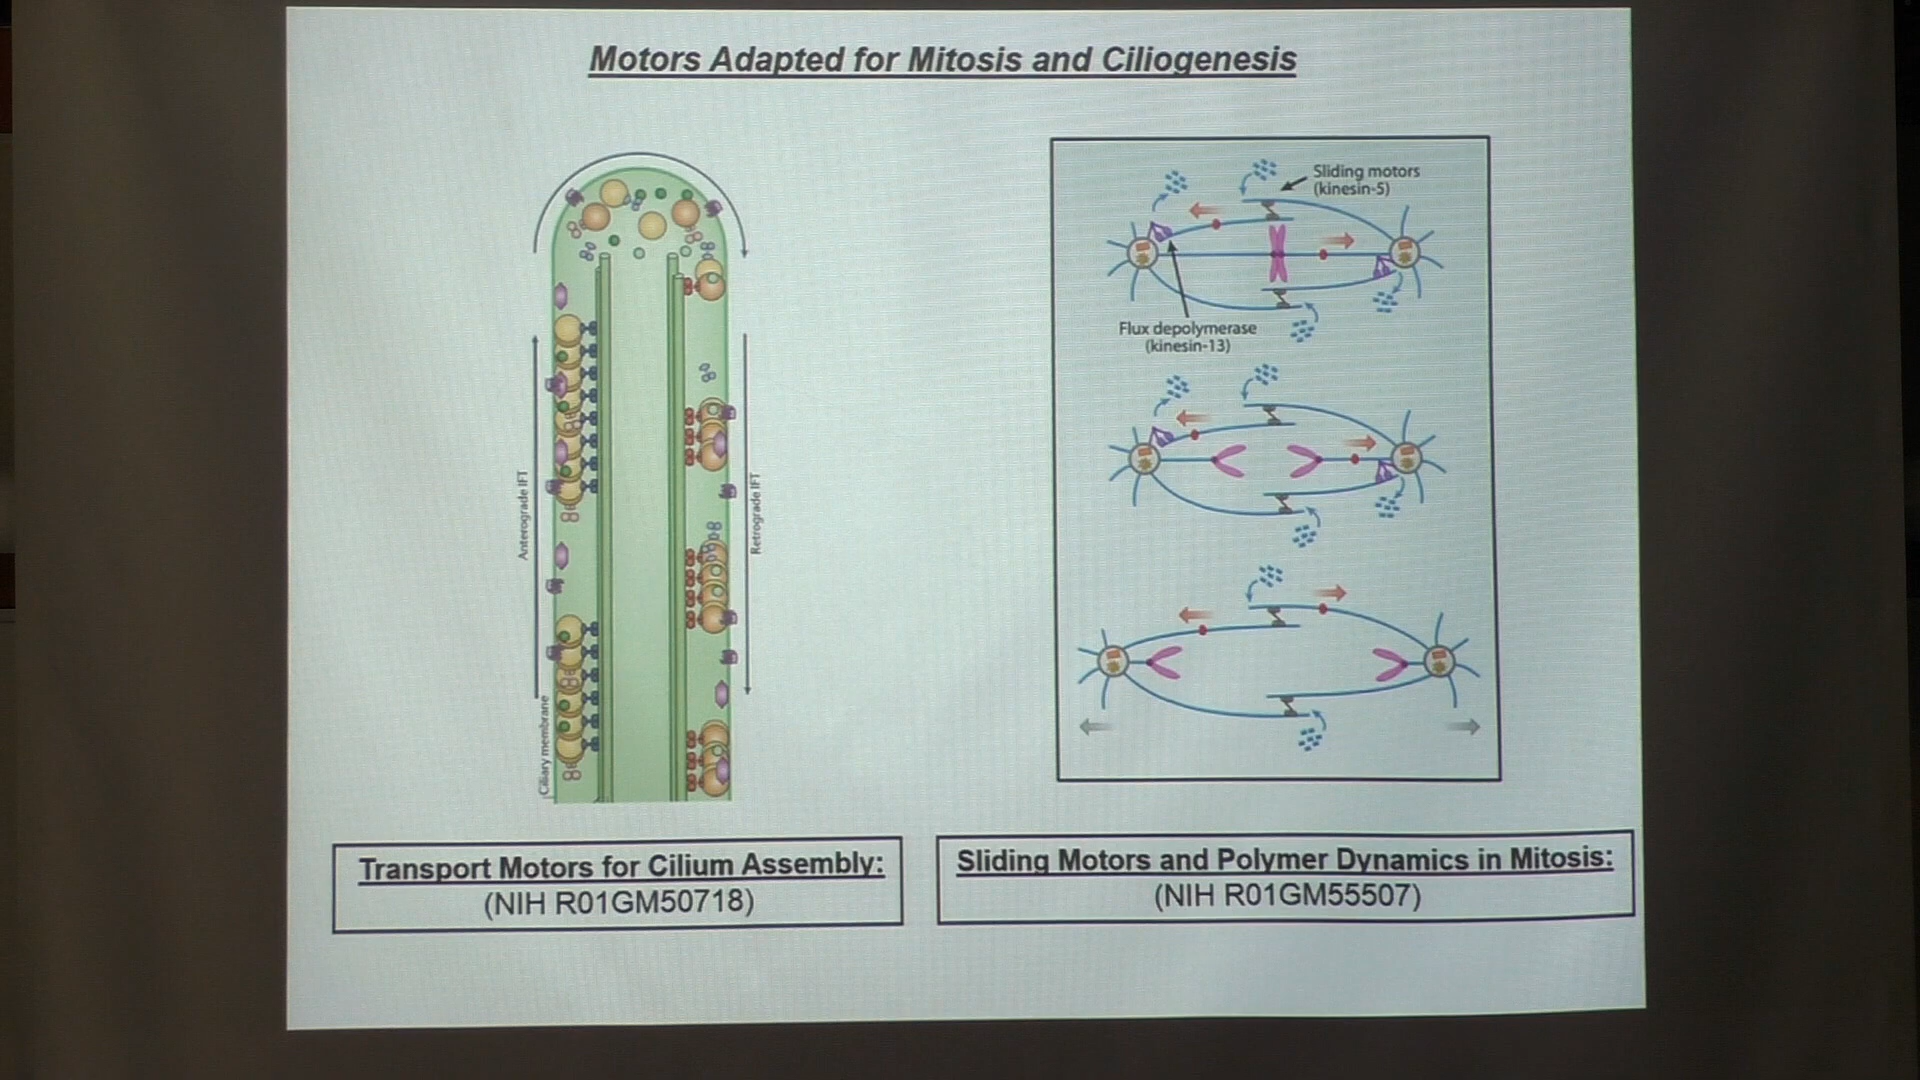 Motors Adapted for Mitosis and Ciliogenesis
Anterograde IFT
Retrograde IFT
Ciliary membrane
Sliding motors
(kinesin-5)
Flux depolymerase
(kinesin-13)
Transport Motors for Cilium Assembly:
(NIH R01GM50718)
Sliding Motors and Polymer Dynamics in Mitosis:
(NIH R01GM55507)